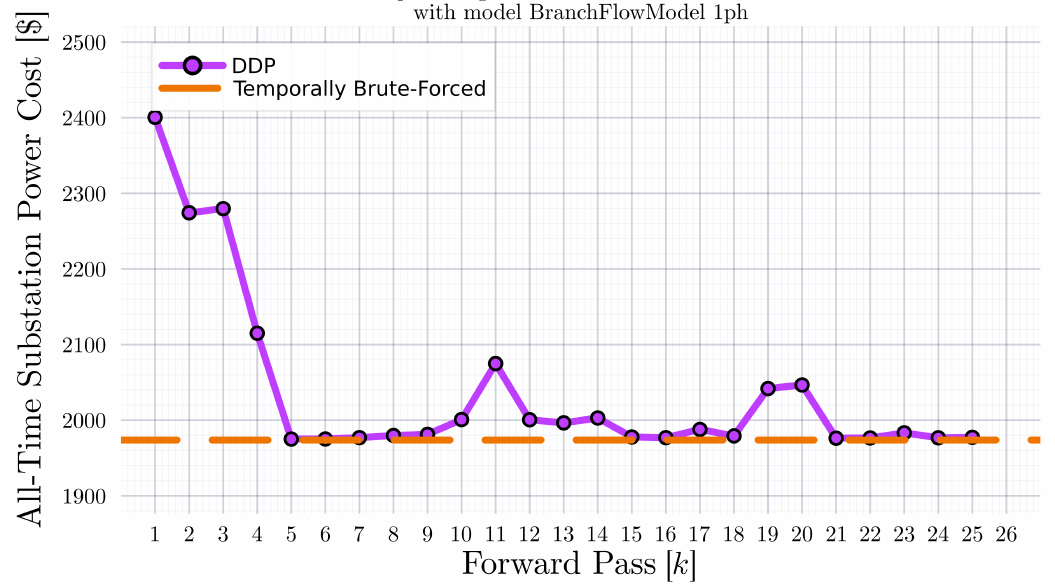 with model BranchFlowModel 1ph
All-Time Substation Power Cost [$]
2500
2400
2300
2200
2100
2000
1900
DDP
Temporally Brute-Forced
1 2 3 4 5 6 7 8 9 10 11 12 13 14 15 16 17 18 19 20 21 22 23 24 25 26
Forward Pass [k]